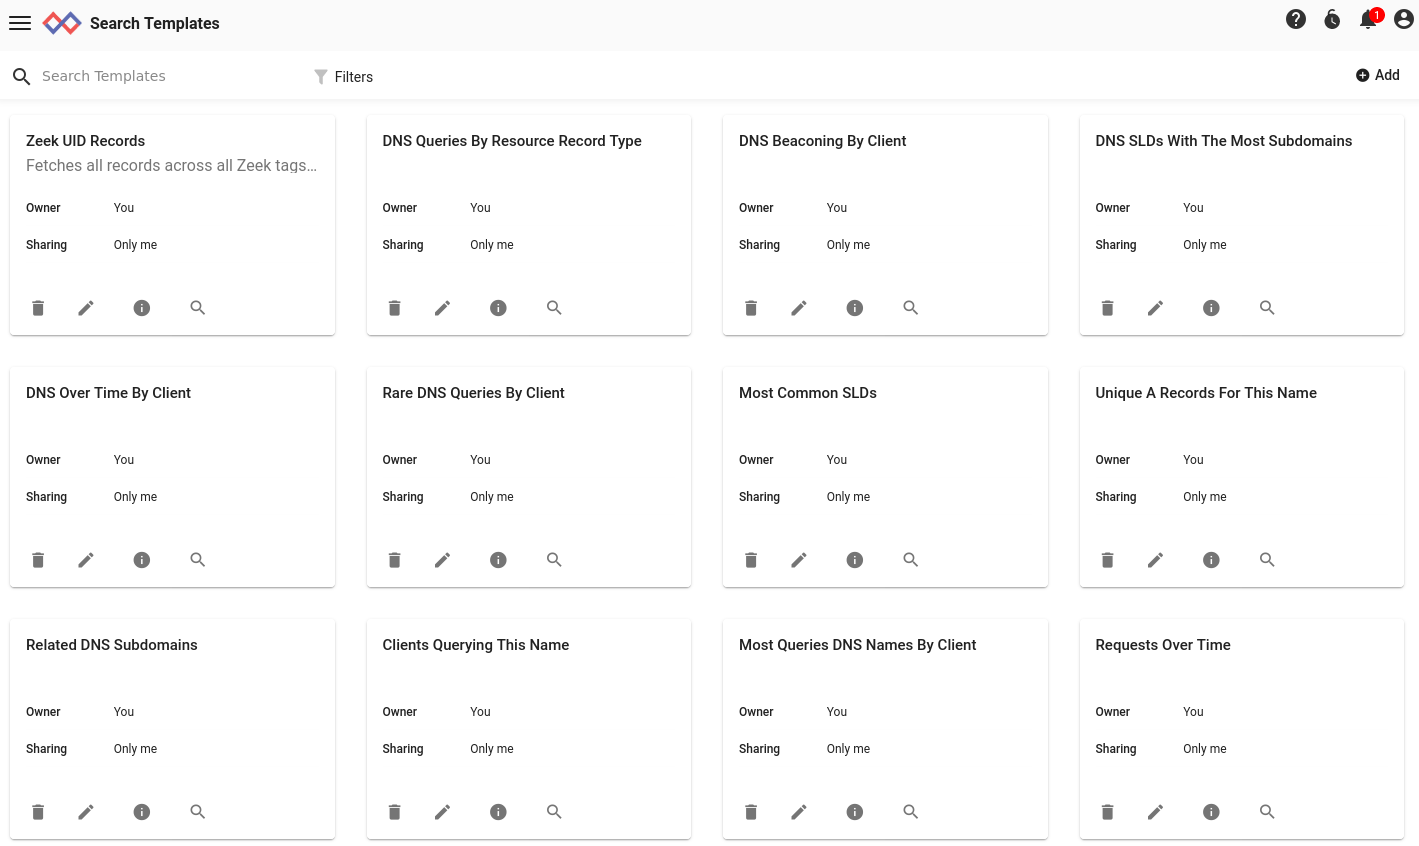 Search Templates
1
Search Templates
Filters
Add
Zeek UID Records
Fetches all records across all Zeek tags...
Owner You
Sharing Only me
DNS Queries By Resource Record Type
Owner You
Sharing Only me
DNS Beaconing By Client
Owner You
Sharing Only me
DNS SLDs With The Most Subdomains
Owner You
Sharing Only me
DNS Over Time By Client
Owner You
Sharing Only me
Rare DNS Queries By Client
Owner You
Sharing Only me
Most Common SLDs
Owner You
Sharing Only me
Unique A Records For This Name
Owner You
Sharing Only me
Related DNS Subdomains
Owner You
Sharing Only me
Clients Querying This Name
Owner You
Sharing Only me
Most Queries DNS Names By Client
Owner You
Sharing Only me
Requests Over Time
Owner You
Sharing Only me